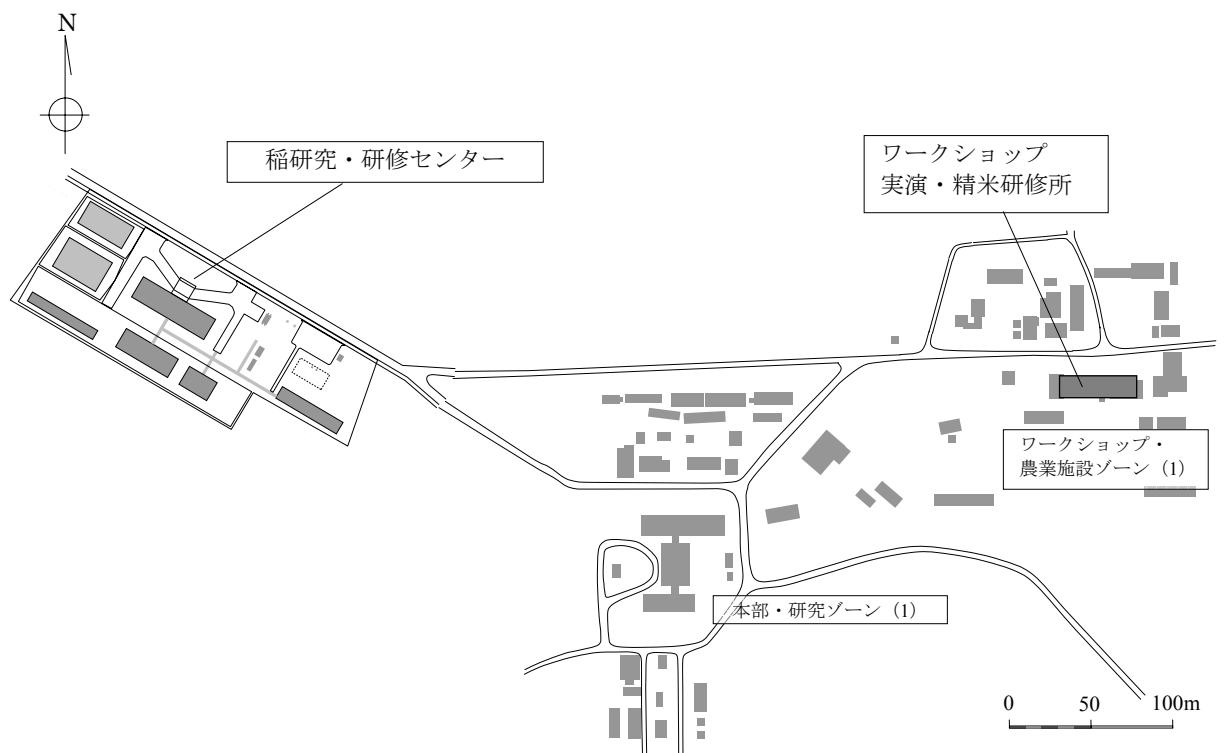 N
稲研究・研修センター
ワークショップ
実演・精米研修所
ワークショップ・
農業施設ゾーン（1）
本部・研究ゾーン（1）
0 50 100m